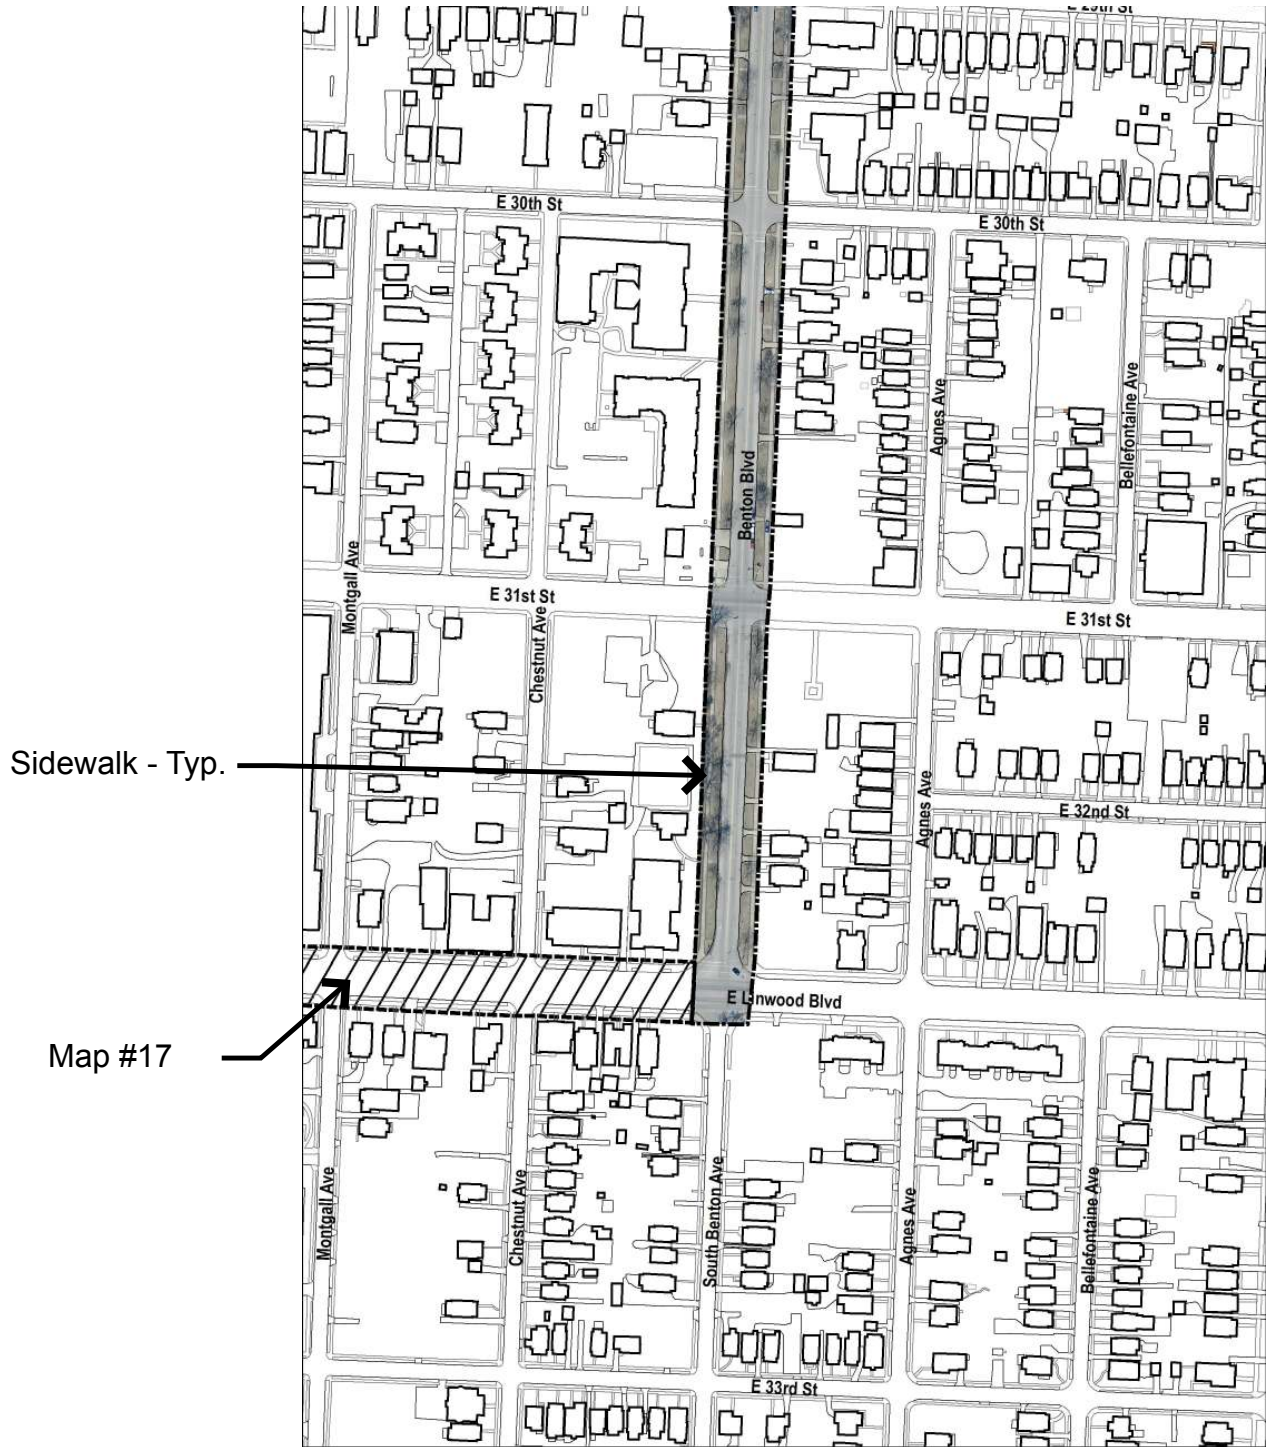 E 29th St
E 30th St
E 30th St
Agnes Ave
Bellefontaine Ave
Benton Blvd
Montgall Ave
E 31st St
Chestnut Ave
E 31st St
Sidewalk - Typ.
Agnes Ave
E 32nd St
E Linwood Blvd
Map #17
Montgall Ave
Chestnut Ave
South Benton Ave
Agnes Ave
Bellefontaine Ave
E 33rd St